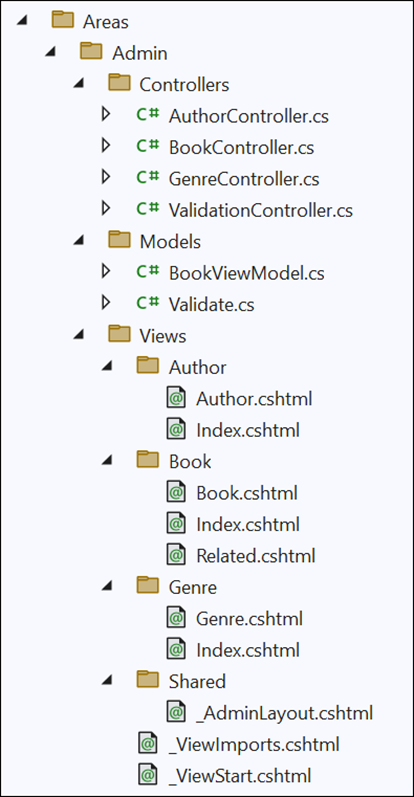 Areas
Admin
Controllers
C# AuthorController.cs
C# BookController.cs
C# GenreController.cs
C# ValidationController.cs
Models
C# BookViewModel.cs
C# Validate.cs
Views
Author
@ Author.cshtml
@ Index.cshtml
Book
@ Book.cshtml
@ Index.cshtml
@ Related.cshtml
Genre
@ Genre.cshtml
@ Index.cshtml
Shared
@ _AdminLayout.cshtml
@ _ViewImports.cshtml
@ _ViewStart.cshtml